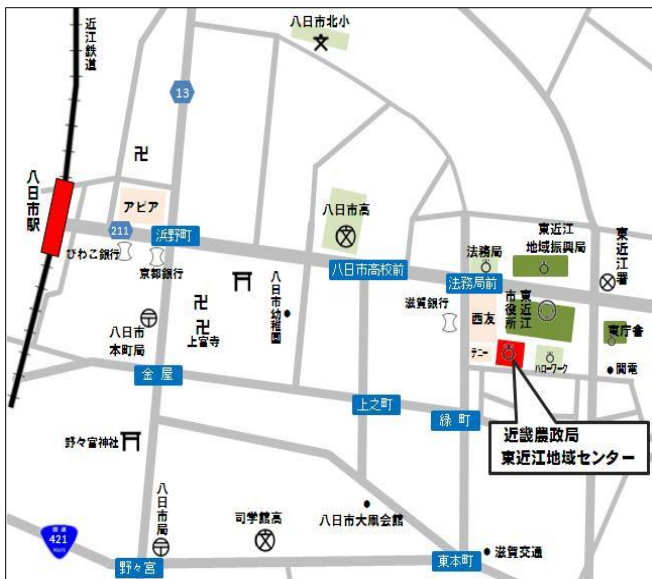 近江鉄道
八日市北小
13
卍
八日市駅
アピア
211
浜野町
びわこ銀行
京都銀行
八日市高
八日市高校前
法務局
東近江
地域振興局
東近江署
法務局前
八日市幼稚園
滋賀銀行
西友
東近江
市役所
東庁舎
卍
卍
上宮寺
八日市
本町局
テニー
ハローワーク
関電
金屋
上之町
緑町
近畿農政局
東近江地域センター
野々宮神社
八日市局
司学館高
八日市大凧会館
国道
421
ROUTE
野々宮
東本町
滋賀交通